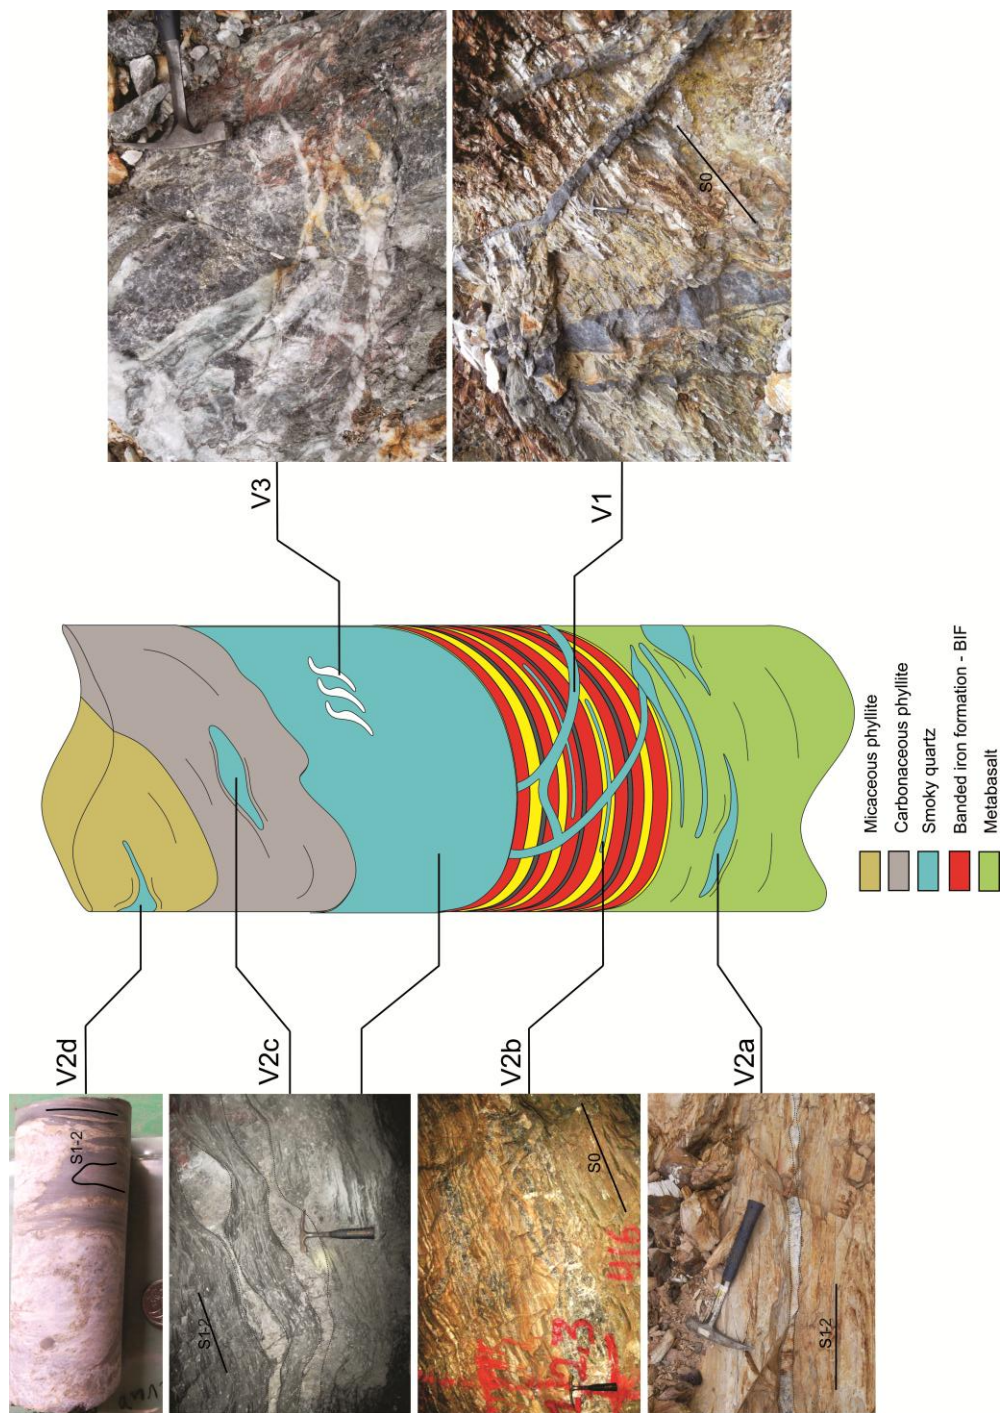 S1-2
S0
416
S1-2
S1-2
V2a
V2b
V2c
V2d
V1
V3
S0
Micaceous phyllite
Carbonaceous phyllite
Smoky quartz
Banded iron formation - BIF
Metabasalt